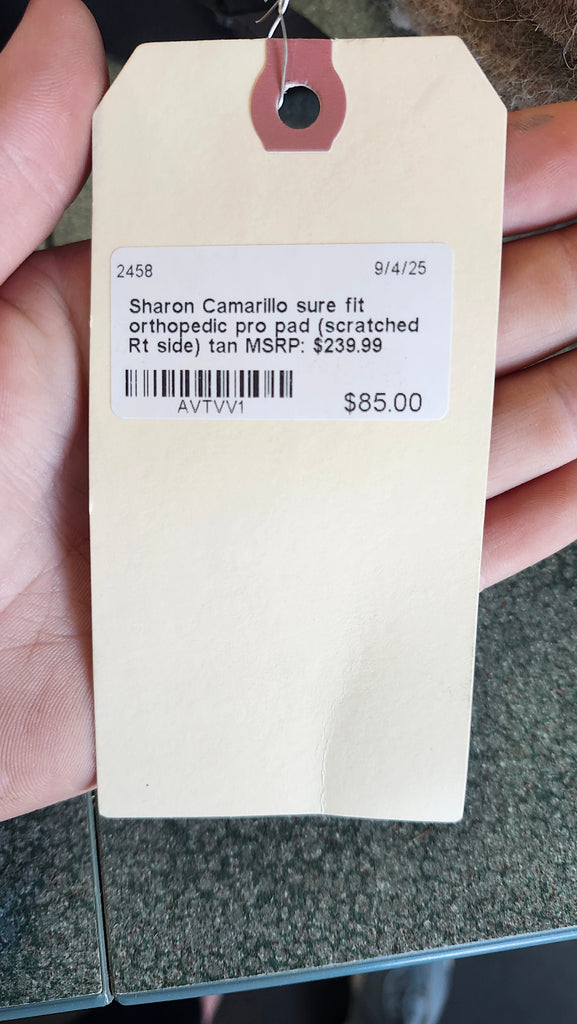 2458 9/4/25
Sharon Camarillo sure fit
orthopedic pro pad (scratched
Rt side) tan MSRP: $239.99
AVTVV1 $85.00